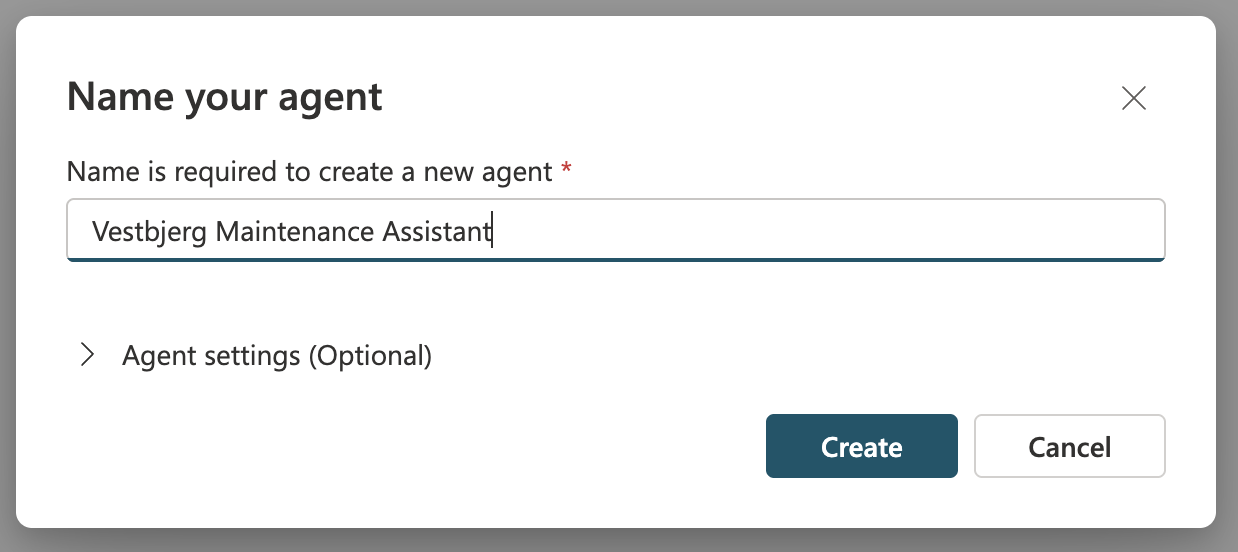 Name your agent
Name is required to create a new agent *
Vestbjerg Maintenance Assistant
Agent settings (Optional)
Create
Cancel